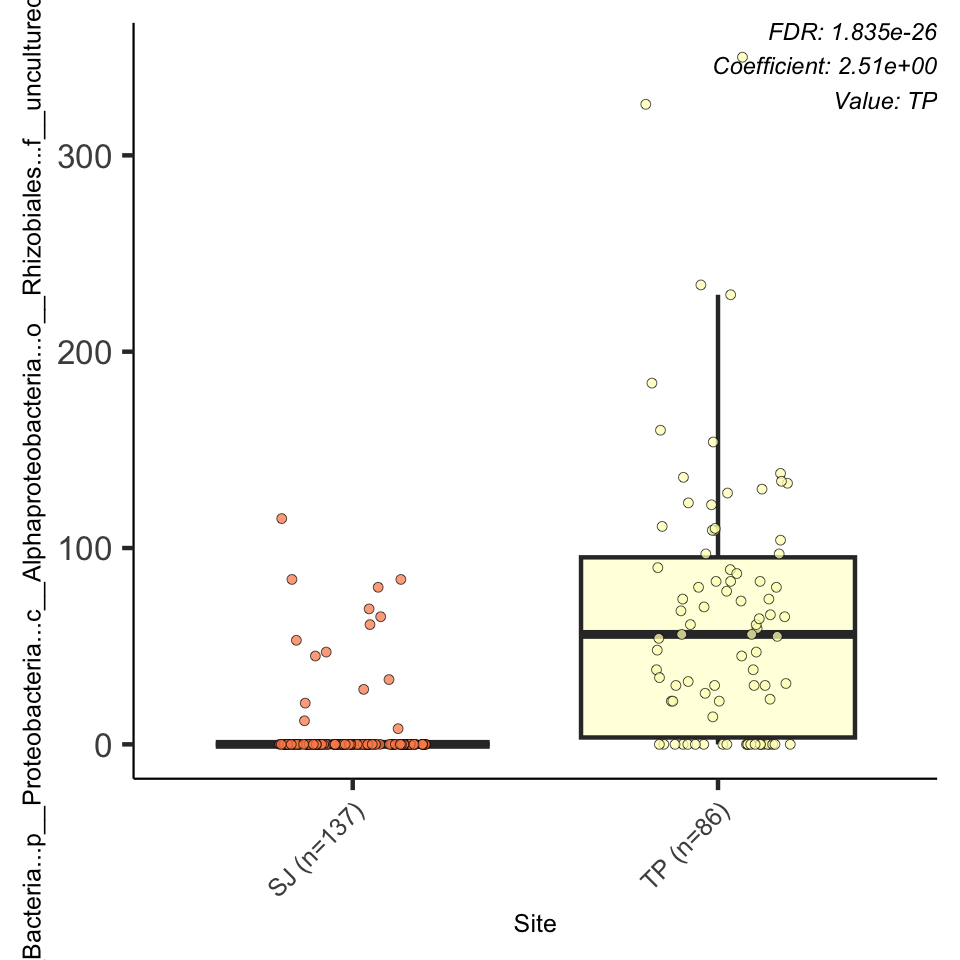 FDR: 1.835e-26
Coefficient: 2.51e+00
Value: TP
Bacteria...p__Proteobacteria...c__Alphaproteobacteria...o__Rhizobiales...f__uncultured
300
200
100
0
SJ (n=137)
TP (n=86)
Site